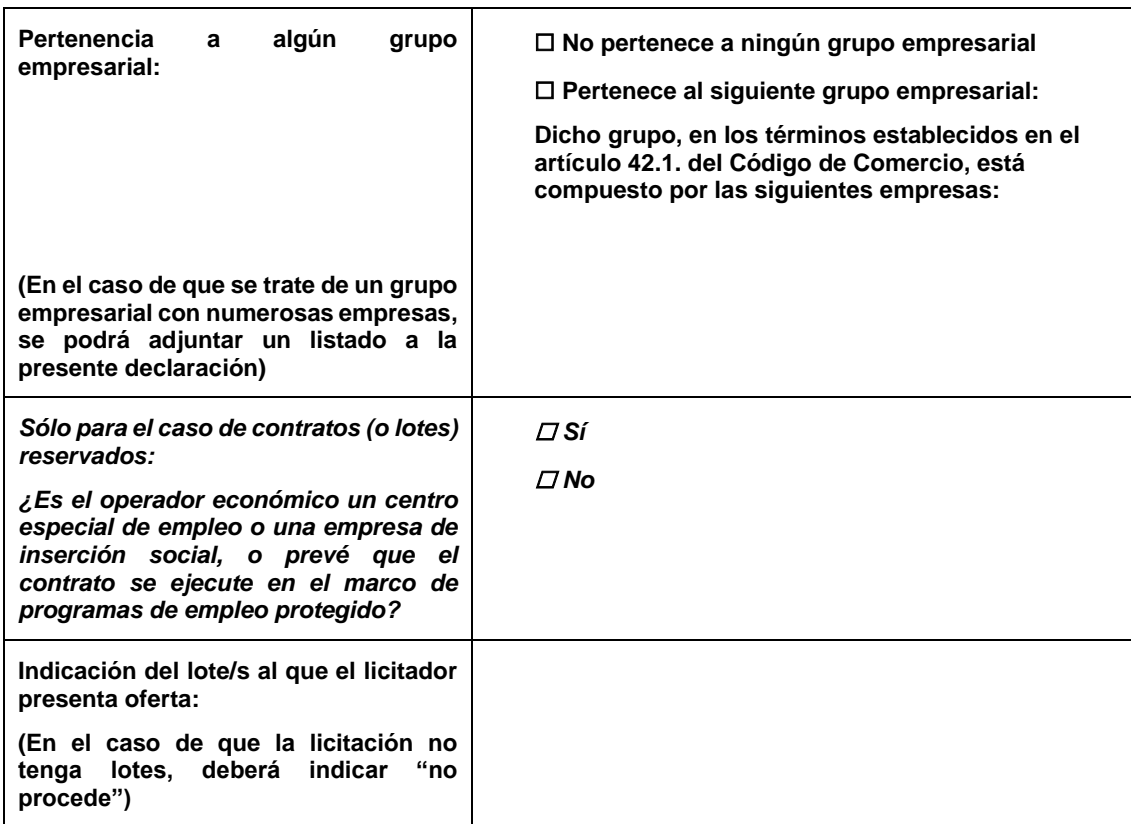 Pertenencia a algún grupo
empresarial:
(En el caso de que se trate de un grupo
empresarial con numerosas empresas,
se podrá adjuntar un listado a la
presente declaración)
☐ No pertenece a ningún grupo empresarial
☐ Pertenece al siguiente grupo empresarial:
Dicho grupo, en los términos establecidos en el
artículo 42.1. del Código de Comercio, está
compuesto por las siguientes empresas:
Sólo para el caso de contratos (o lotes)
reservados:
¿Es el operador económico un centro
especial de empleo o una empresa de
inserción social, o prevé que el
contrato se ejecute en el marco de
programas de empleo protegido?
☐ Sí
☐ No
Indicación del lote/s al que el licitador
presenta oferta:
(En el caso de que la licitación no
tenga lotes, deberá indicar “no
procede”)